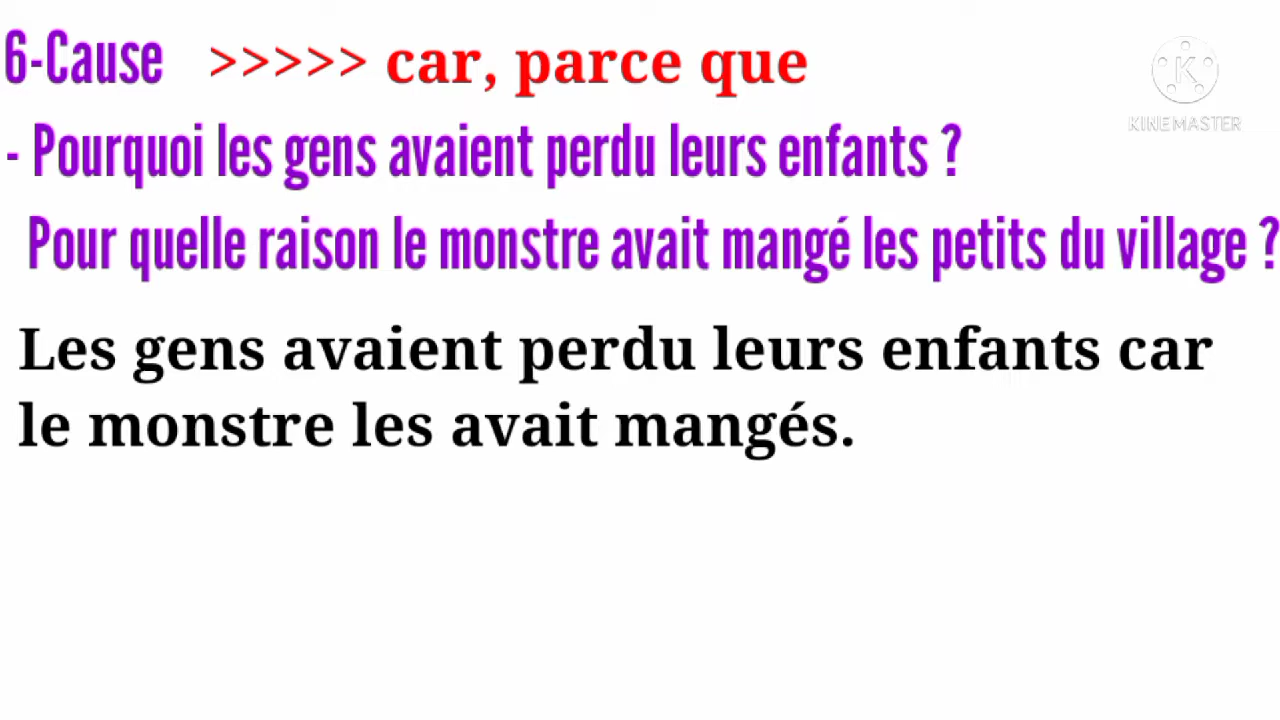 6-Cause >>>>> car, parce que
KINEMASTER
- Pourquoi les gens avaient perdu leurs enfants ?
Pour quelle raison le monstre avait mangé les petits du village ?
Les gens avaient perdu leurs enfants car
le monstre les avait mangés.